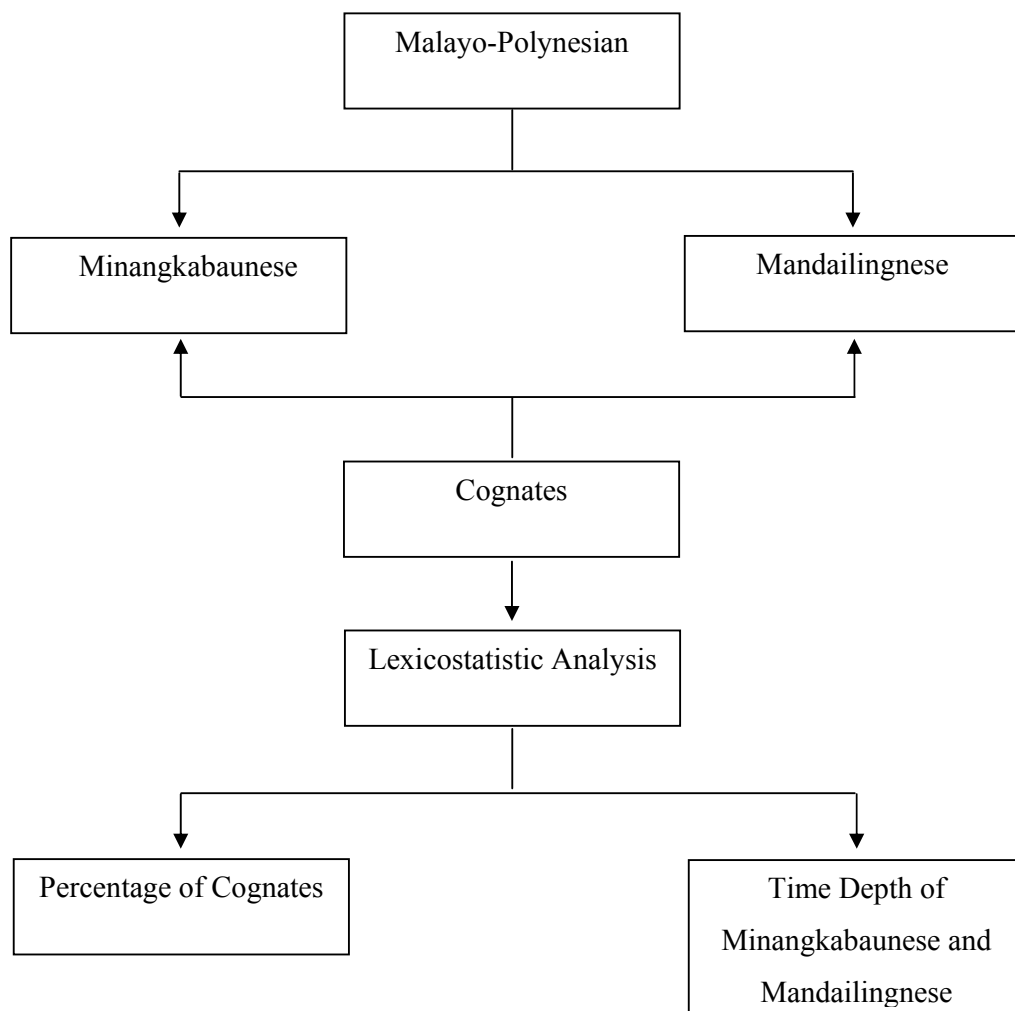 Malayo-Polynesian
Minangkabaunese
Mandailingnese
Cognates
Lexicostatistic Analysis
Percentage of Cognates
Time Depth of
Minangkabaunese and
Mandailingnese